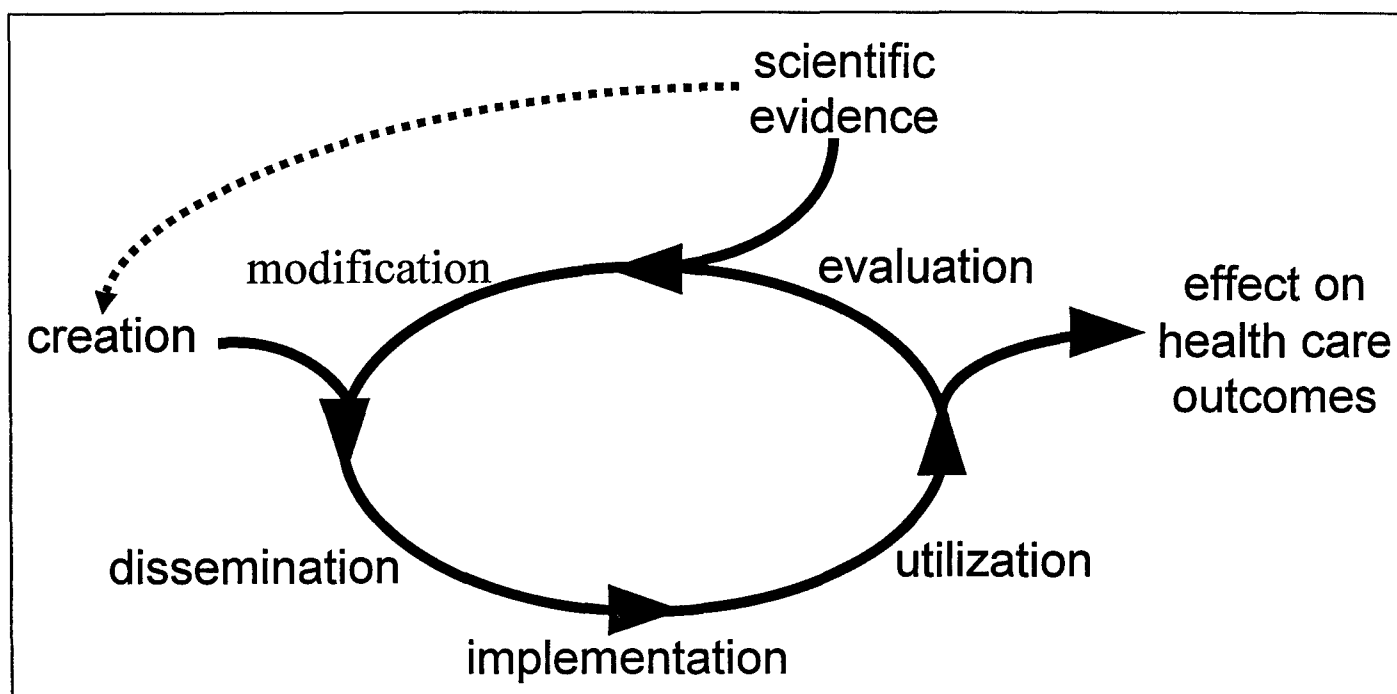 scientific
evidence
modification
evaluation
effect on
health care
outcomes
creation
dissemination
utilization
implementation